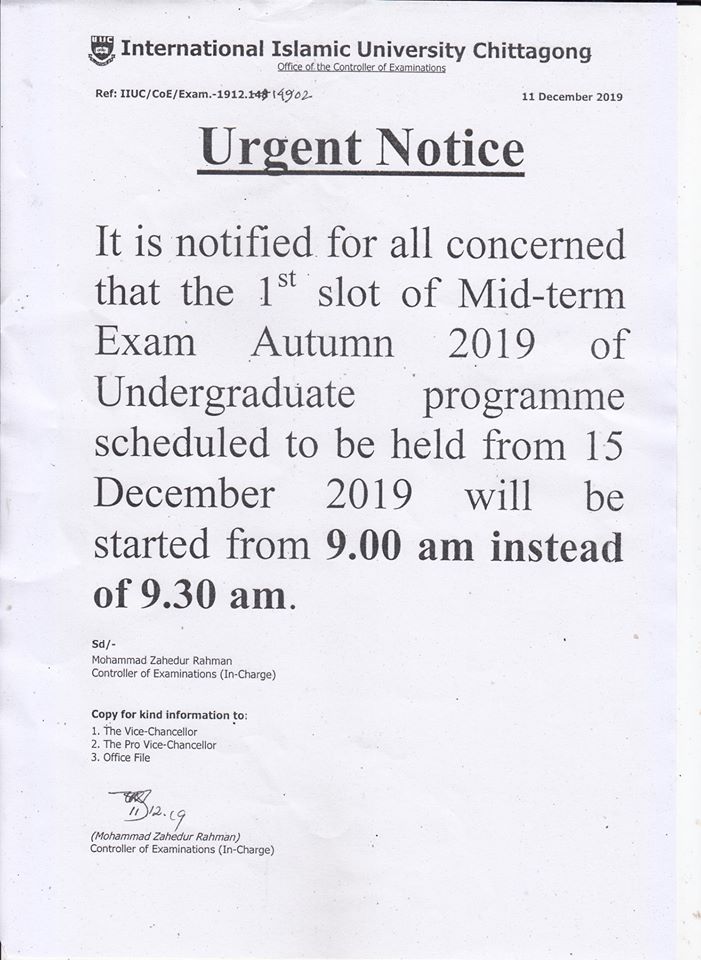 IIUC
International Islamic University Chittagong
Office of the Controller of Examinations
Ref: IIUC/CoE/Exam.-1912.14902
11 December 2019
Urgent Notice
It is notified for all concerned
that the 1st slot of Mid-term
Exam Autumn 2019 of
Undergraduate programme
scheduled to be held from 15
December 2019 will be
started from 9.00 am instead
of 9.30 am.
Sd/-
Mohammad Zahedur Rahman
Controller of Examinations (In-Charge)
Copy for kind information to:
1. The Vice-Chancellor
2. The Pro Vice-Chancellor
3. Office File
11.12.19
(Mohammad Zahedur Rahman)
Controller of Examinations (In-Charge)